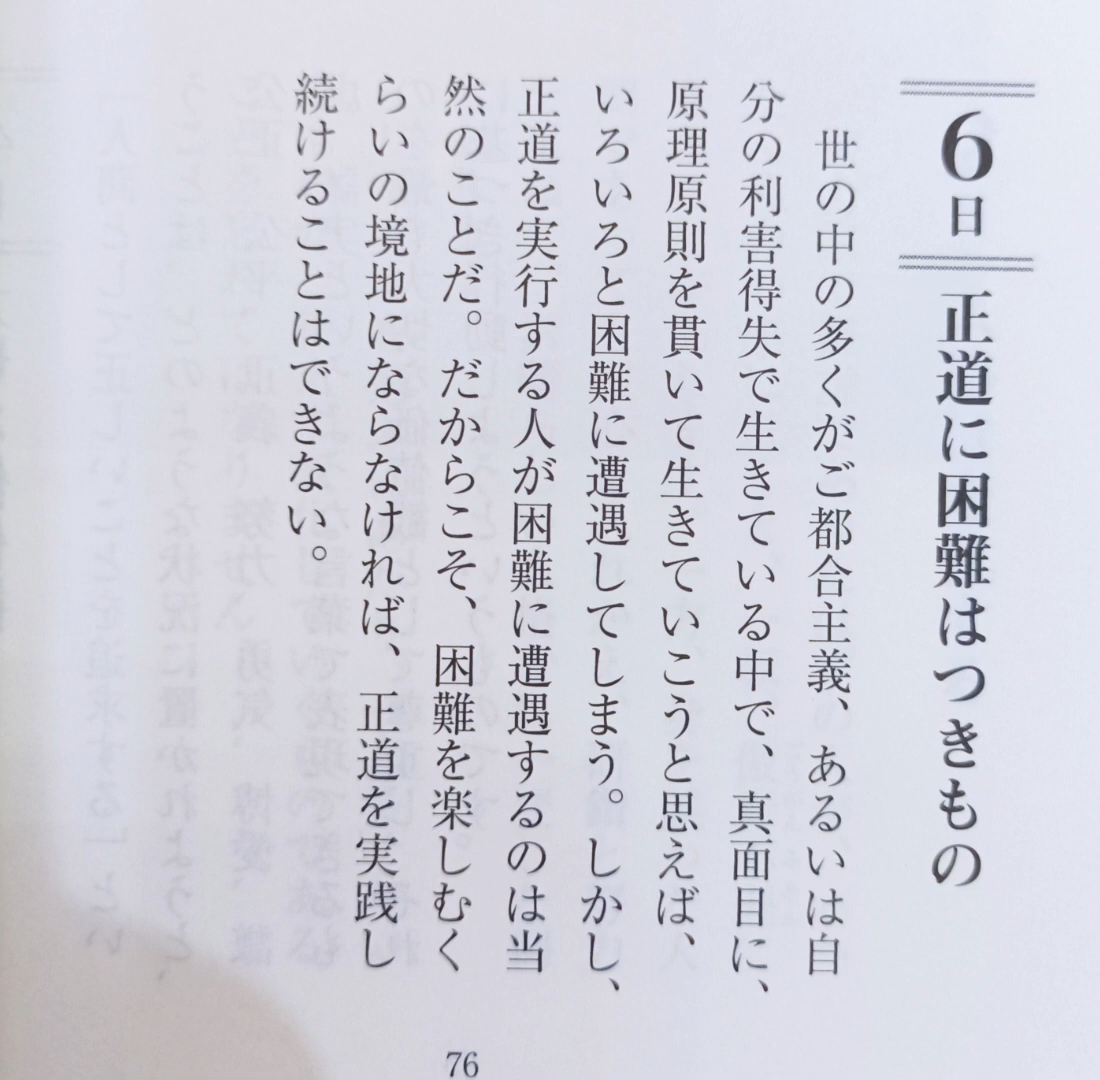 6日
正道に困難はつきもの
世の中の多くがご都合主義、あるいは自
分の利害得失で生きている中で、真面目に、
原理原則を貫いて生きていこうと思えば、
いろいろと困難に遭遇してしまう。しかし、
正道を実行する人が困難に遭遇するのは当
然のことだ。だからこそ、困難を楽しむく
らいの境地にならなければ、正道を実践し
続けることはできない。
76